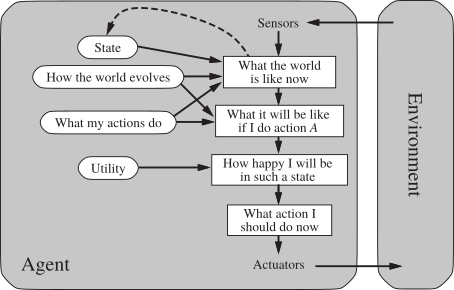 Sensors
State
What the world
is like now
How the world evolves
What it will be like
if I do action A
What my actions do
How happy I will be
in such a state
Utility
What action I
should do now
Agent
Actuators
Environment